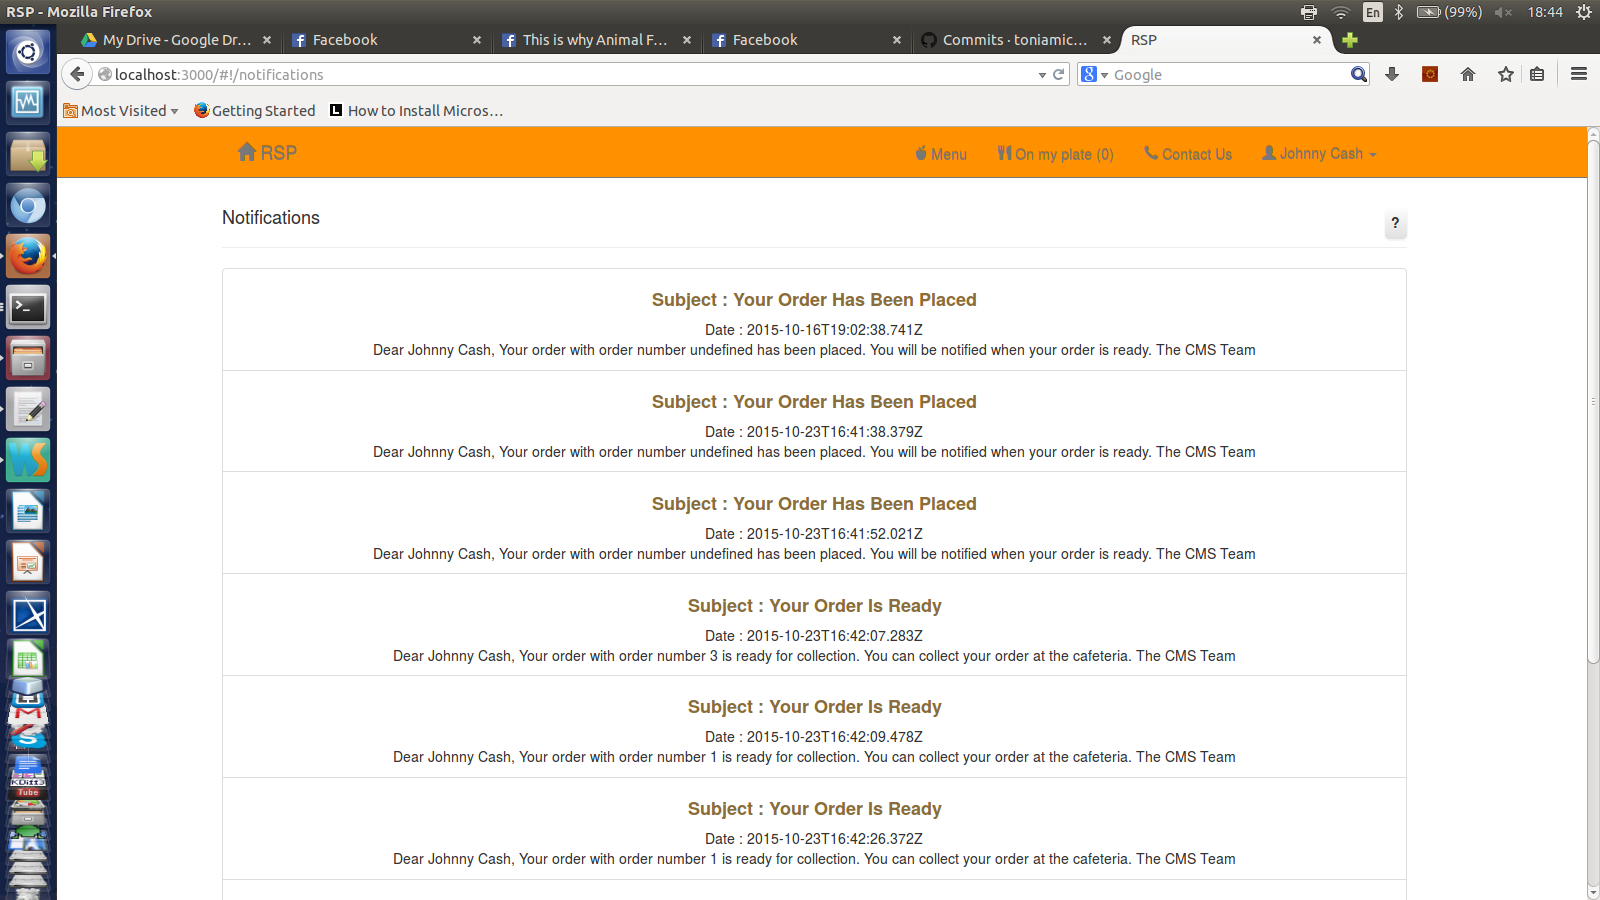 RSP - Mozilla Firefox
En
(99%)
18:44
My Drive - Google Dr...
Facebook
This is why Animal F...
Facebook
Commits · toniamic...
RSP
localhost:3000/#!/notifications
Google
Most Visited
Getting Started
L
How to Install Micros...
RSP
Menu
On my plate (0)
Contact Us
Johnny Cash
Notifications
?
Subject : Your Order Has Been Placed
Date : 2015-10-16T19:02:38.741Z
Dear Johnny Cash, Your order with order number undefined has been placed. You will be notified when your order is ready. The CMS Team
Subject : Your Order Has Been Placed
Date : 2015-10-23T16:41:38.379Z
Dear Johnny Cash, Your order with order number undefined has been placed. You will be notified when your order is ready. The CMS Team
Subject : Your Order Has Been Placed
Date : 2015-10-23T16:41:52.021Z
Dear Johnny Cash, Your order with order number undefined has been placed. You will be notified when your order is ready. The CMS Team
Subject : Your Order Is Ready
Date : 2015-10-23T16:42:07.283Z
Dear Johnny Cash, Your order with order number 3 is ready for collection. You can collect your order at the cafeteria. The CMS Team
Subject : Your Order Is Ready
Date : 2015-10-23T16:42:09.478Z
Dear Johnny Cash, Your order with order number 1 is ready for collection. You can collect your order at the cafeteria. The CMS Team
Subject : Your Order Is Ready
Date : 2015-10-23T16:42:26.372Z
Dear Johnny Cash, Your order with order number 1 is ready for collection. You can collect your order at the cafeteria. The CMS Team
WS
S
KDiff3
Tube